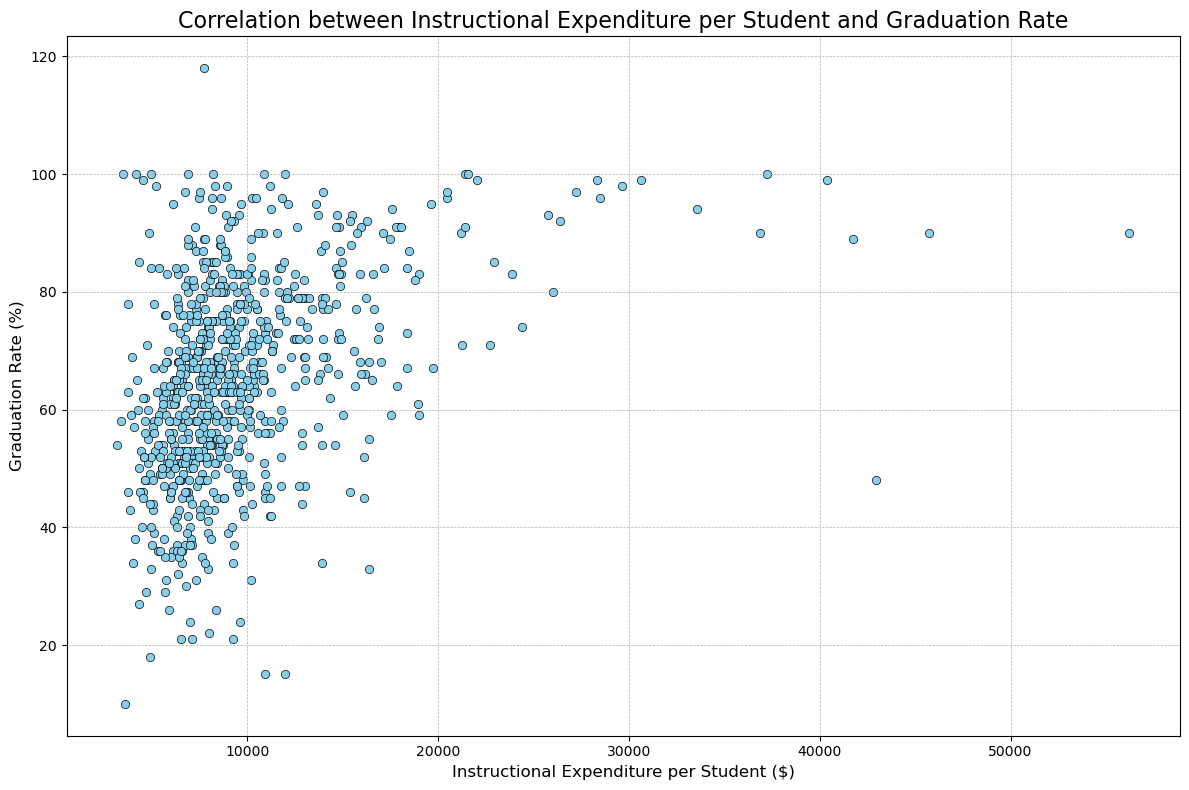 Correlation between Instructional Expenditure per Student and Graduation Rate
120
100
80
60
40
20
Graduation Rate (%)
10000 20000 30000 40000 50000
Instructional Expenditure per Student ($)